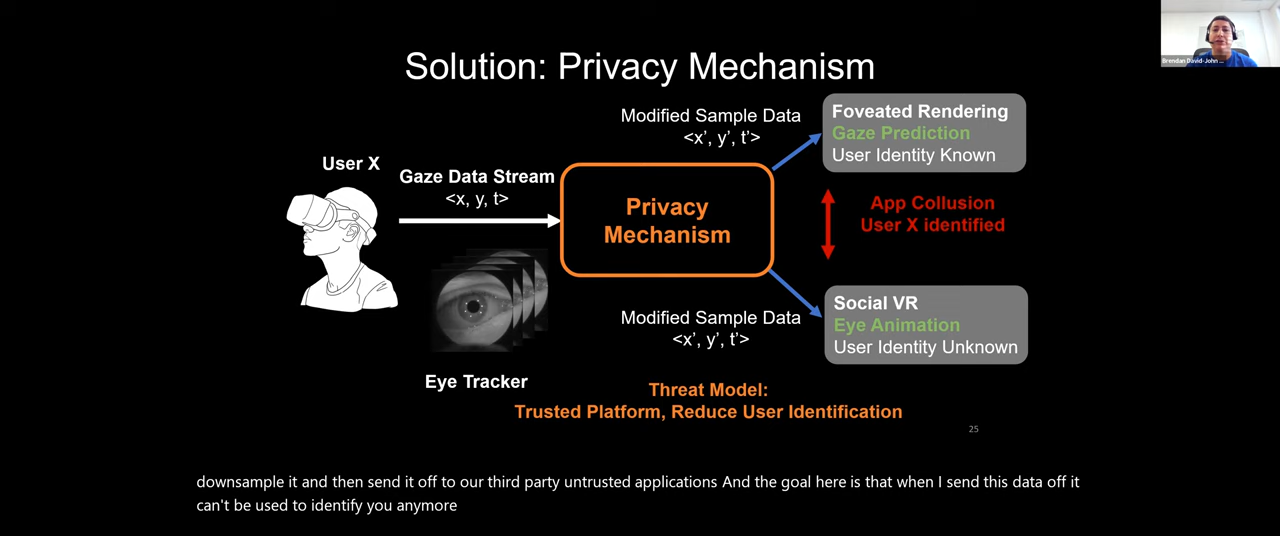 Solution: Privacy Mechanism
Brendan David-John ...
User X
Gaze Data Stream
<x, y, t>
Eye Tracker
Privacy
Mechanism
Modified Sample Data
<x’, y’, t’>
Foveated Rendering
Gaze Prediction
User Identity Known
App Collusion
User X identified
Modified Sample Data
<x’, y’, t’>
Social VR
Eye Animation
User Identity Unknown
Threat Model:
Trusted Platform, Reduce User Identification
25
downsample it and then send it off to our third party untrusted applications And the goal here is that when I send this data off it
can't be used to identify you anymore